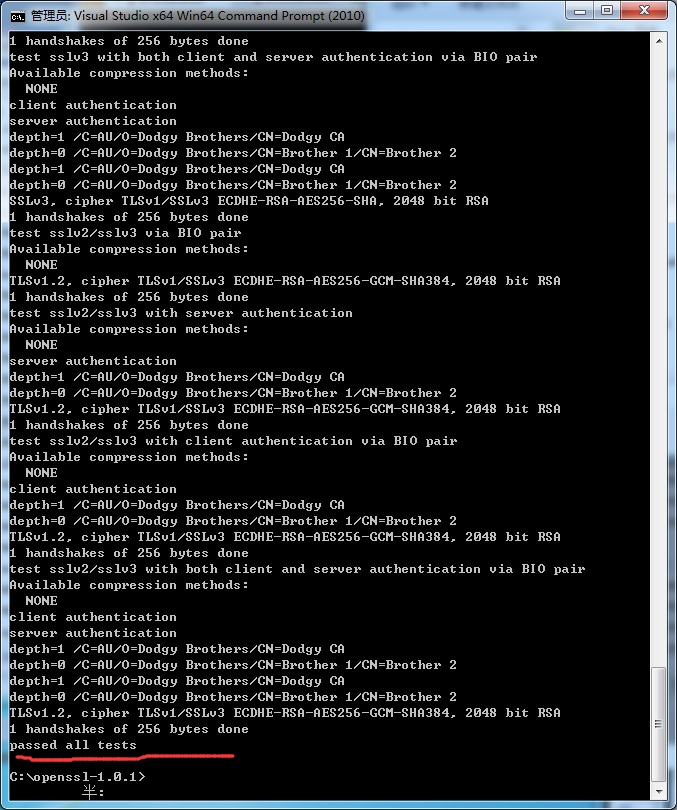 管理员: Visual Studio x64 Win64 Command Prompt (2010)
1 handshakes of 256 bytes done
test sslv3 with both client and server authentication via BIO pair
Available compression methods:
NONE
client authentication
server authentication
depth=1 /C=AU/O=Dodgy Brothers/CN=Dodgy CA
depth=0 /C=AU/O=Dodgy Brothers/CN=Brother 1/CN=Brother 2
depth=1 /C=AU/O=Dodgy Brothers/CN=Dodgy CA
depth=0 /C=AU/O=Dodgy Brothers/CN=Brother 1/CN=Brother 2
SSLv3, cipher TLSv1/SSLv3 ECDHE-RSA-AES256-SHA, 2048 bit RSA
1 handshakes of 256 bytes done
test sslv2/sslv3 via BIO pair
Available compression methods:
NONE
TLSv1.2, cipher TLSv1/SSLv3 ECDHE-RSA-AES256-GCM-SHA384, 2048 bit RSA
1 handshakes of 256 bytes done
test sslv2/sslv3 with server authentication
Available compression methods:
NONE
server authentication
depth=1 /C=AU/O=Dodgy Brothers/CN=Dodgy CA
depth=0 /C=AU/O=Dodgy Brothers/CN=Brother 1/CN=Brother 2
TLSv1.2, cipher TLSv1/SSLv3 ECDHE-RSA-AES256-GCM-SHA384, 2048 bit RSA
1 handshakes of 256 bytes done
test sslv2/sslv3 with client authentication via BIO pair
Available compression methods:
NONE
client authentication
depth=1 /C=AU/O=Dodgy Brothers/CN=Dodgy CA
depth=0 /C=AU/O=Dodgy Brothers/CN=Brother 1/CN=Brother 2
TLSv1.2, cipher TLSv1/SSLv3 ECDHE-RSA-AES256-GCM-SHA384, 2048 bit RSA
1 handshakes of 256 bytes done
test sslv2/sslv3 with both client and server authentication via BIO pair
Available compression methods:
NONE
client authentication
server authentication
depth=1 /C=AU/O=Dodgy Brothers/CN=Dodgy CA
depth=0 /C=AU/O=Dodgy Brothers/CN=Brother 1/CN=Brother 2
depth=1 /C=AU/O=Dodgy Brothers/CN=Dodgy CA
depth=0 /C=AU/O=Dodgy Brothers/CN=Brother 1/CN=Brother 2
TLSv1.2, cipher TLSv1/SSLv3 ECDHE-RSA-AES256-GCM-SHA384, 2048 bit RSA
1 handshakes of 256 bytes done
passed all tests
C:\openssl-1.0.1>
半: